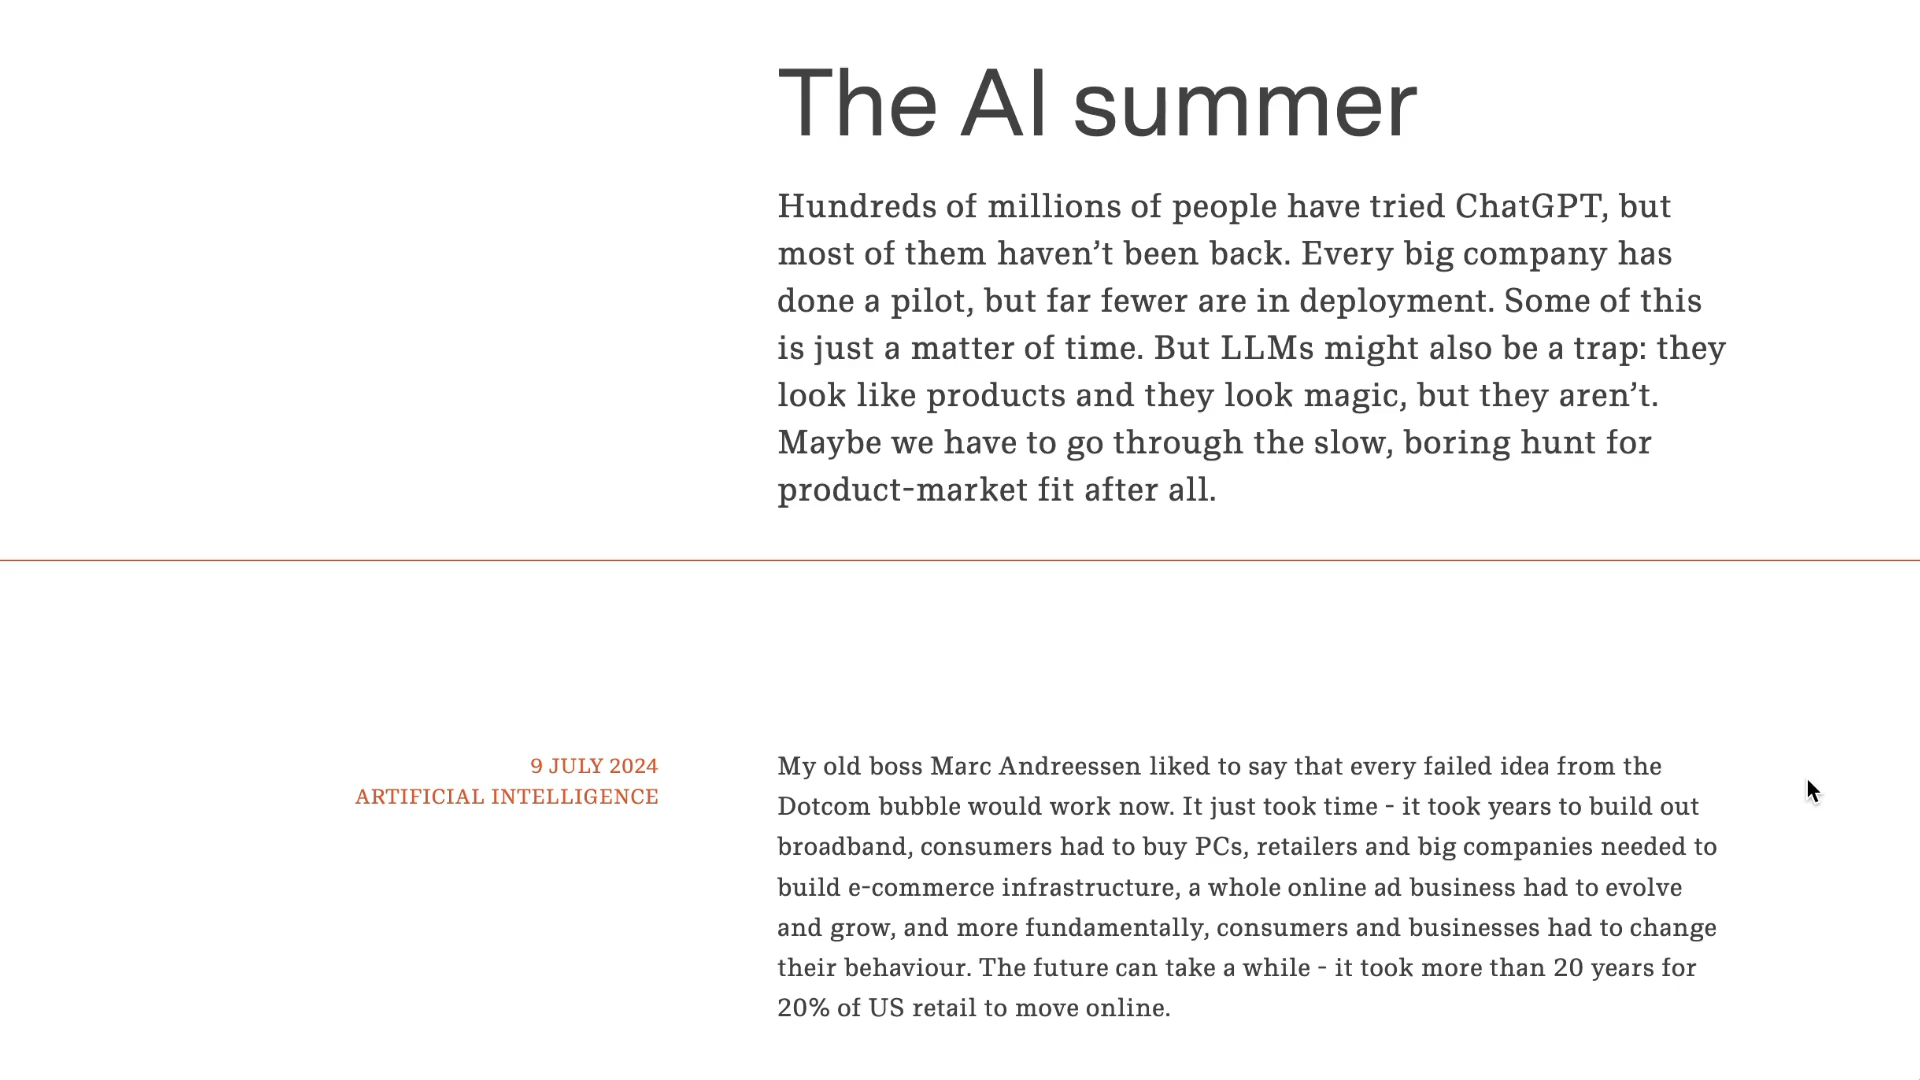 The AI summer
Hundreds of millions of people have tried ChatGPT, but
most of them haven’t been back. Every big company has
done a pilot, but far fewer are in deployment. Some of this
is just a matter of time. But LLMs might also be a trap: they
look like products and they look magic, but they aren’t.
Maybe we have to go through the slow, boring hunt for
product-market fit after all.
9 JULY 2024
ARTIFICIAL INTELLIGENCE
My old boss Marc Andreessen liked to say that every failed idea from the
Dotcom bubble would work now. It just took time - it took years to build out
broadband, consumers had to buy PCs, retailers and big companies needed to
build e-commerce infrastructure, a whole online ad business had to evolve
and grow, and more fundamentally, consumers and businesses had to change
their behaviour. The future can take a while - it took more than 20 years for
20% of US retail to move online.